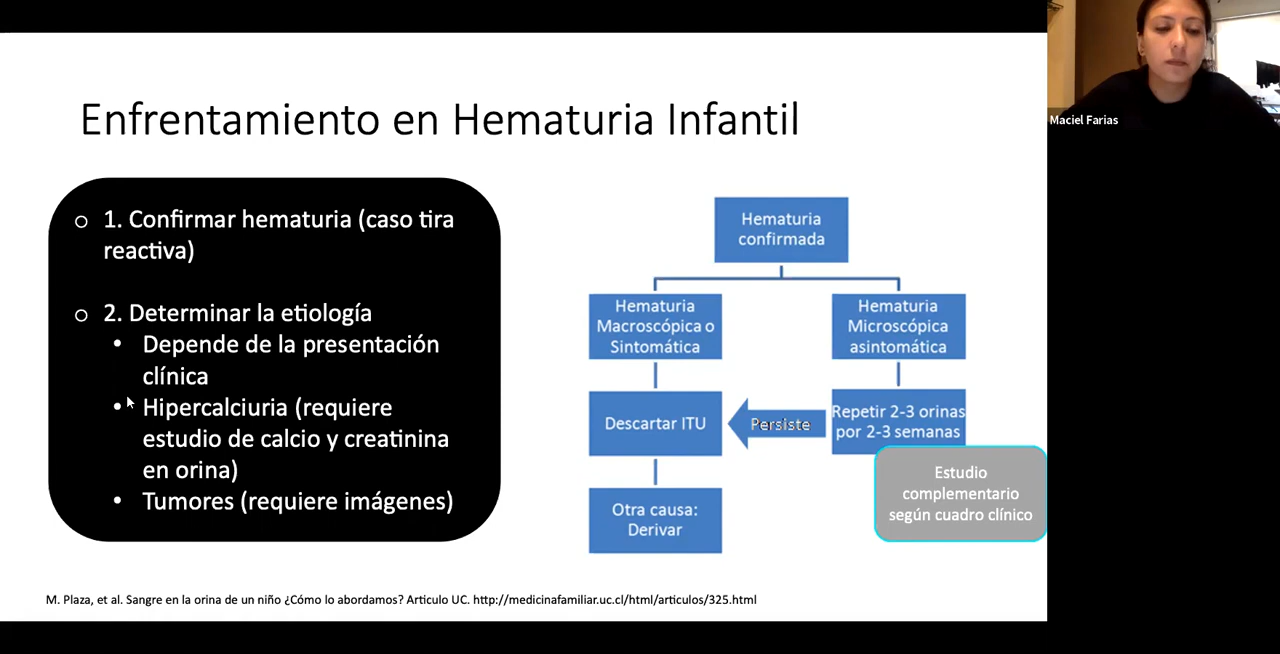 Enfrentamiento en Hematuria Infantil
Maciel Farias
o 1. Confirmar hematuria (caso tira
reactiva)
o 2. Determinar la etiología
• Depende de la presentación
clínica
• Hipercalciuria (requiere
estudio de calcio y creatinina
en orina)
• Tumores (requiere imágenes)
Hematuria
confirmada
Hematuria
Macroscópica o
Sintomática
Hematuria
Microscópica
asintomática
Descartar ITU
Persiste
Repetir 2-3 orinas
por 2-3 semanas
Estudio
complementario
según cuadro clínico
Otra causa:
Derivar
M. Plaza, et al. Sangre en la orina de un niño ¿Cómo lo abordamos? Articulo UC. http://medicinafamiliar.uc.cl/html/articulos/325.html